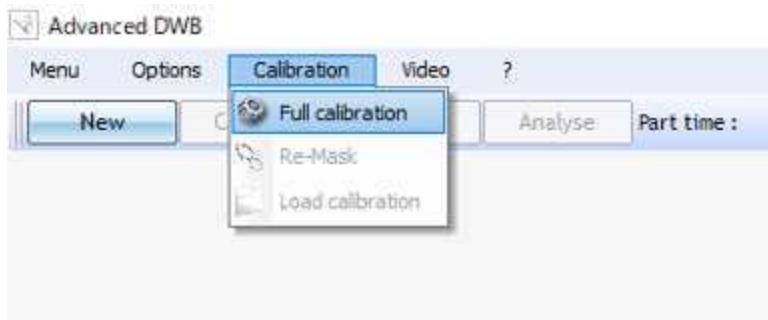 Advanced DWB
Menu Options Calibration Video ?
New C Analyse Part time :
Full calibration
Re-Mask
Load calibration